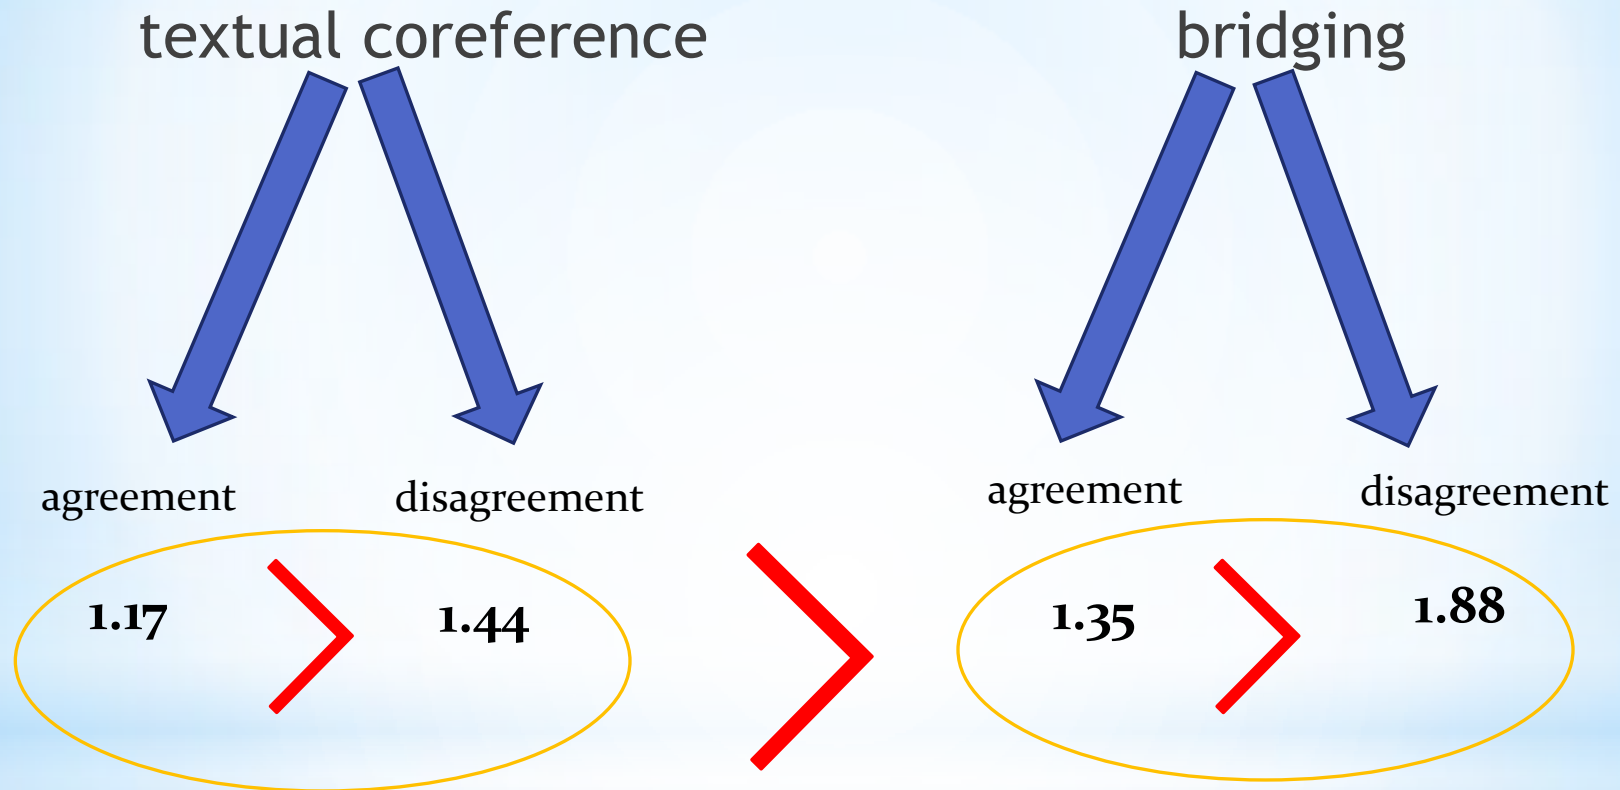 textual coreference
bridging
agreement
disagreement
agreement
disagreement
1.17 > 1.44
>
1.35 > 1.88